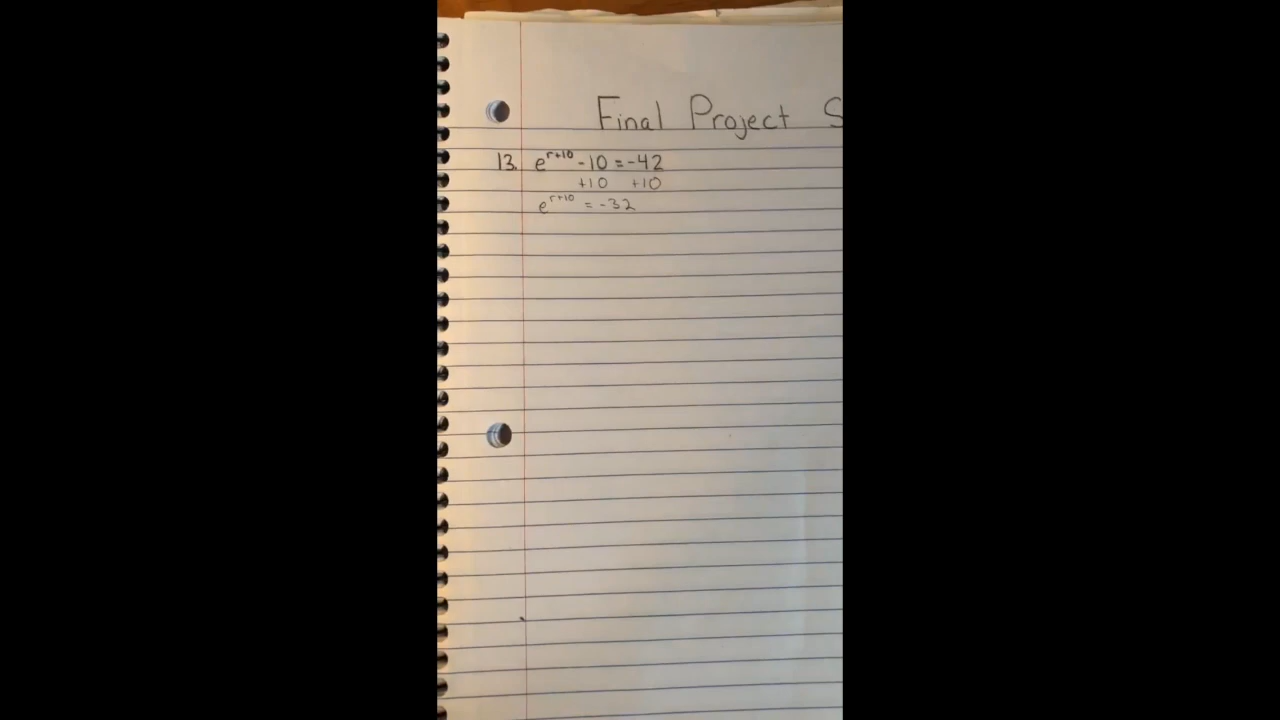 Final Project S
13. e^{r+10} - 10 = -42
+10 +10
e^{r+10} = -32